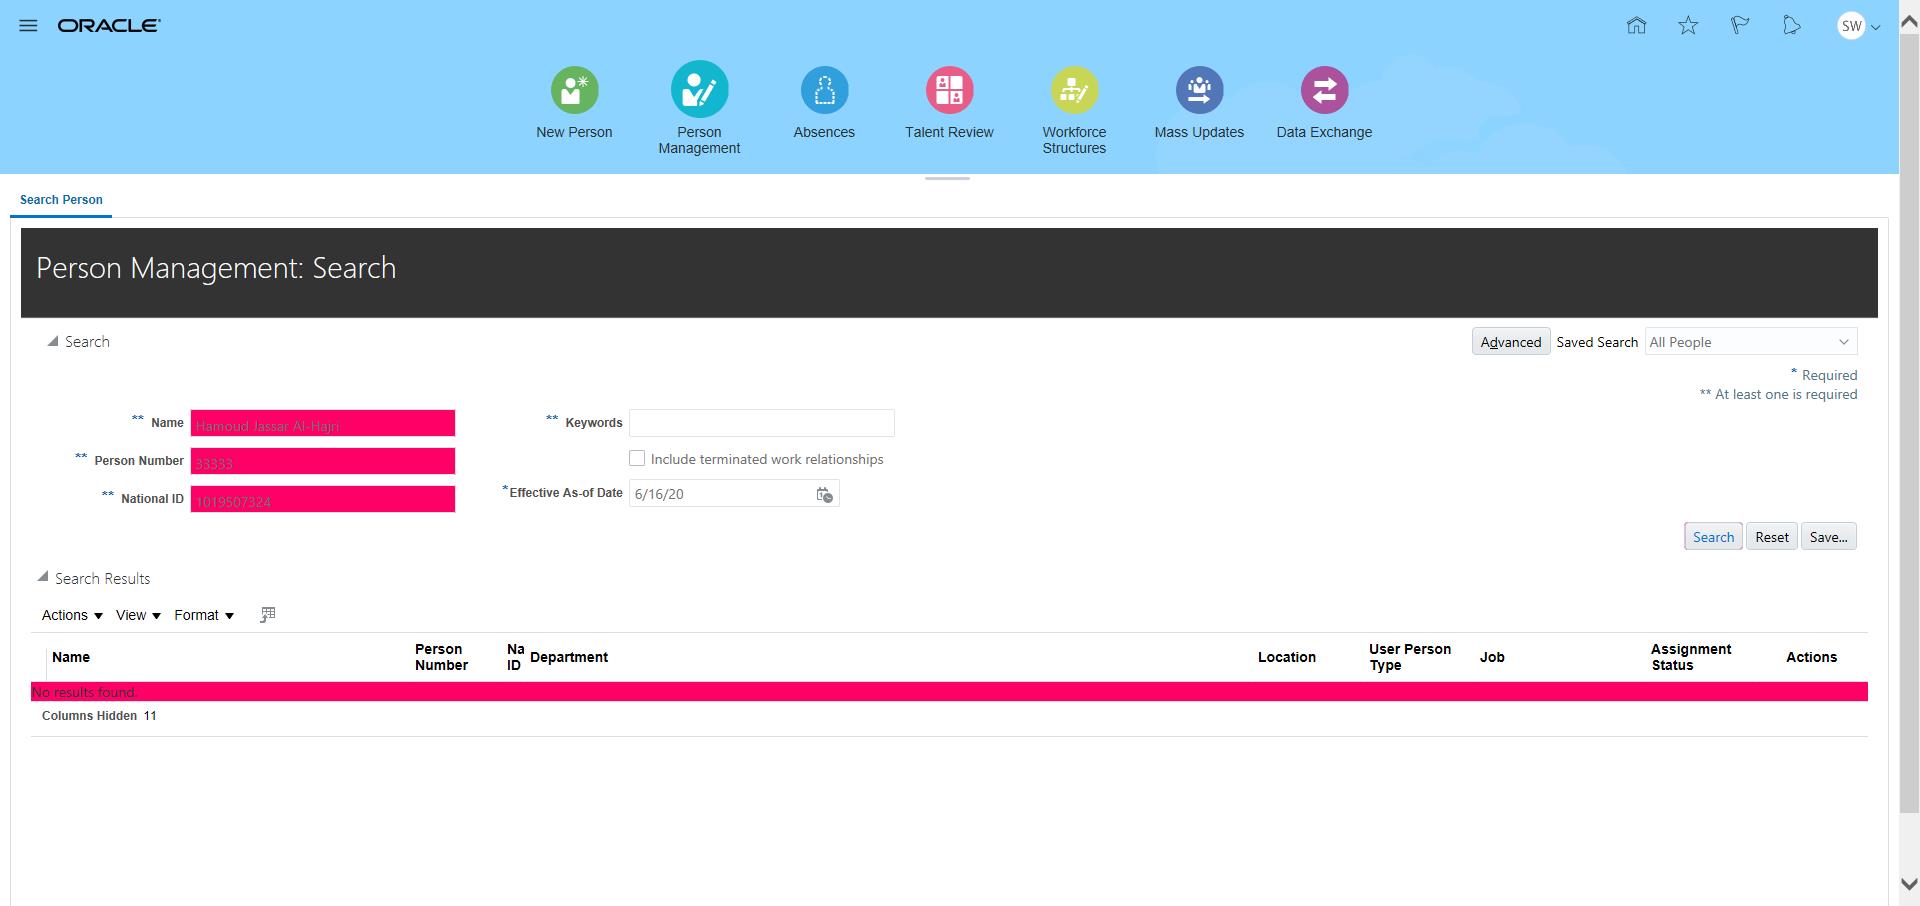 ORACLE
SW
New Person
Person Management
Absences
Talent Review
Workforce Structures
Mass Updates
Data Exchange
Search Person
Person Management: Search
Search
Advanced Saved Search All People
* Required
** At least one is required
** Name Hamoud Jassar Al-Hajri
** Person Number 33333
** National ID 1019507324
** Keywords
Include terminated work relationships
*Effective As-of Date 6/16/20
Search Reset Save...
Search Results
Actions View Format
Name Person Number Na ID Department Location User Person Type Job Assignment Status Actions
No results found.
Columns Hidden 11